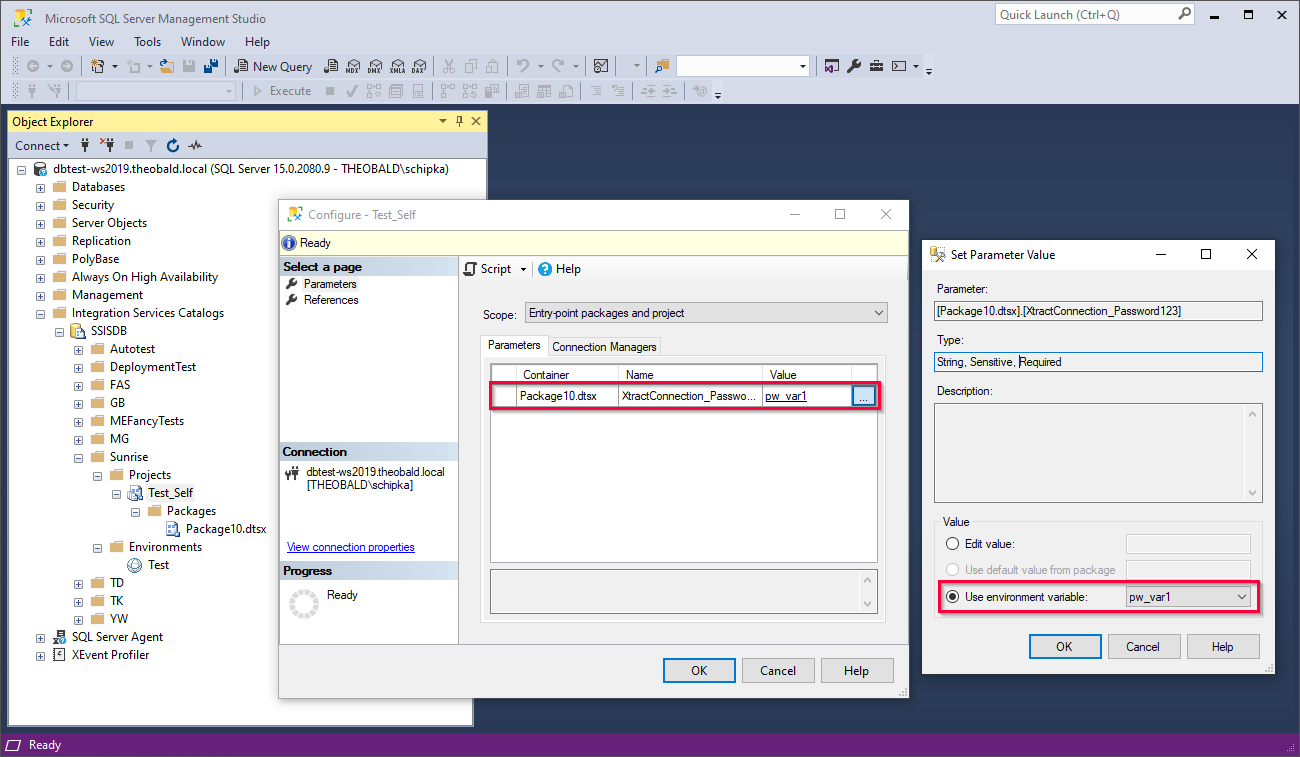 Microsoft SQL Server Management Studio
Quick Launch (Ctrl+Q)
File Edit View Tools Window Help
New Query MDX DMX XMLA DAX
Execute
Object Explorer
Connect
dbtest-ws2019.theobald.local (SQL Server 15.0.2080.9 - THEOBALD\schipka)
Databases
Security
Server Objects
Replication
PolyBase
Always On High Availability
Management
Integration Services Catalogs
SSISDB
Autotest
DeploymentTest
FAS
GB
MEFancyTests
MG
Sunrise
Projects
Test_Self
Packages
Package10.dtsx
Environments
Test
TD
TK
YW
SQL Server Agent
XEvent Profiler
Configure - Test_Self
Ready
Select a page
Parameters
References
Script Help
Scope: Entry-point packages and project
Parameters Connection Managers
Container Name Value
Package10.dtsx XtractConnection_Passwo... pw_var1 ...
Connection
dbtest-ws2019.theobald.local
[THEOBALD\schipka]
View connection properties
Progress
Ready
OK Cancel Help
Set Parameter Value
Parameter:
[Package10.dtsx].[XtractConnection_Password123]
Type:
String, Sensitive, Required
Description:
Value
Edit value:
Use default value from package
Use environment variable: pw_var1
OK Cancel Help
Ready